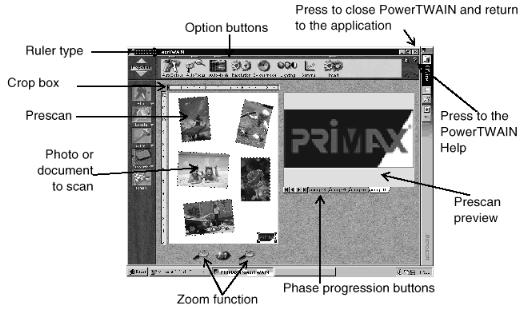 Option buttons
Press to close PowerTWAIN and return
to the application
Ruler type
Crop box
Prescan
Photo or
document
to scan
PRIMAX
Press to the
PowerTWAIN
Help
Prescan
preview
Zoom function
Phase progression buttons